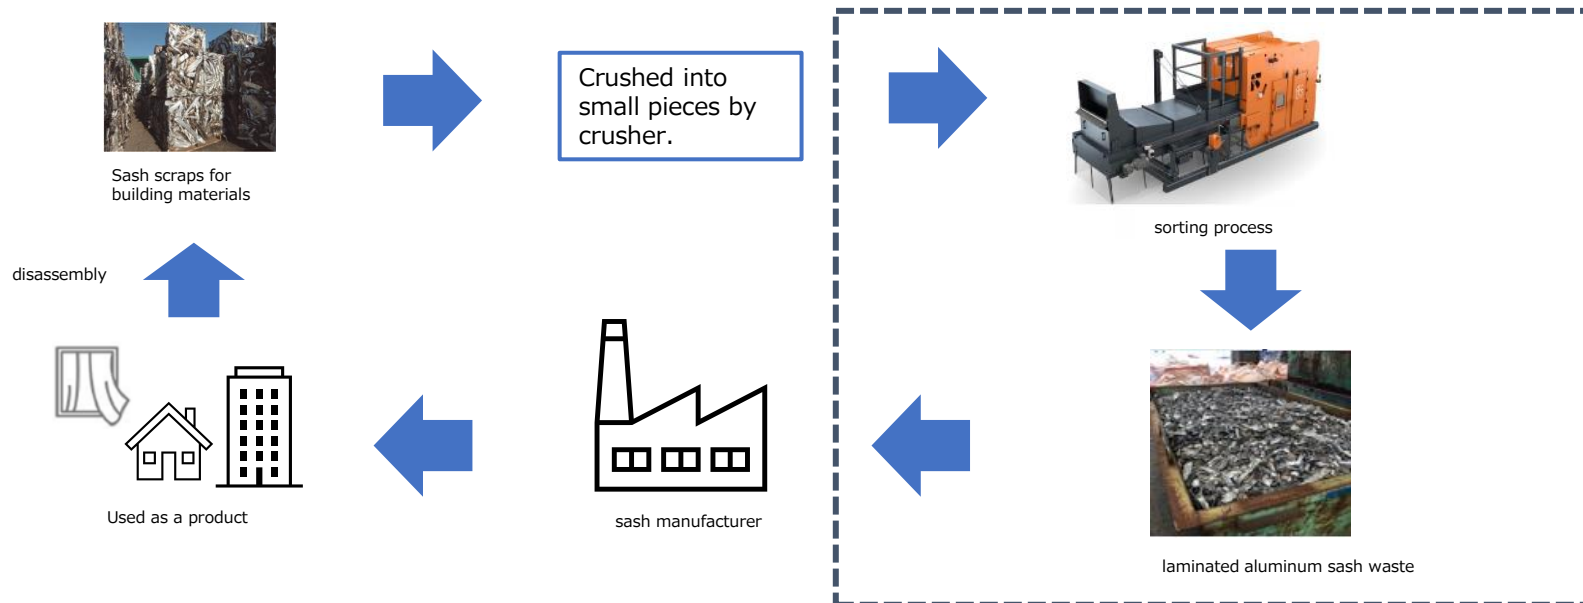 Sash scraps for
building materials
Crushed into
small pieces by
crusher.
sorting process
disassembly
Used as a product
sash manufacturer
laminated aluminum sash waste